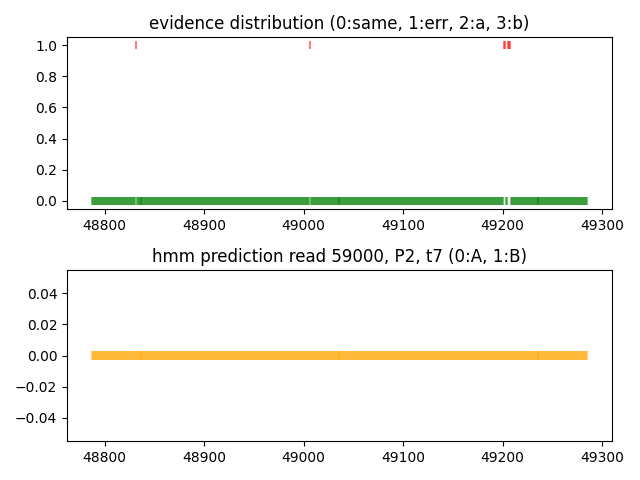 evidence distribution (0:same, 1:err, 2:a, 3:b)
1.0
0.8
0.6
0.4
0.2
0.0
48800 48900 49000 49100 49200 49300
hmm prediction read 59000, P2, t7 (0:A, 1:B)
0.04
0.02
0.00
−0.02
−0.04
48800 48900 49000 49100 49200 49300